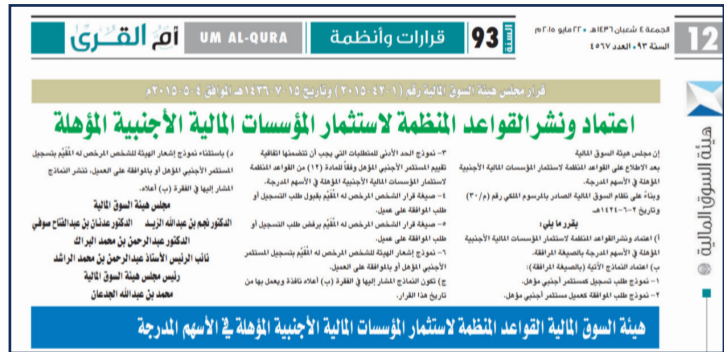 12
الجمعة ٤ شعبان ١٤٣٦هـ • ٢٢ مايو ٢٠١٥م
السنة ٩٣ • العدد ٤٥٦٧
السنة 93
قرارات وأنظمة
UM AL-QURA
أم القرى
هيئة السوق المالية
قرار مجلس هيئة السوق المالية رقم (١-٤٢-٢٠١٥) وتاريخ ١٥-٧-١٤٣٦هـ الموافق ٤-٥-٢٠١٥م
اعتماد ونشر القواعد المنظمة لاستثمار المؤسسات المالية الأجنبية المؤهلة
إن مجلس هيئة السوق المالية
بعد الاطلاع على القواعد المنظمة لاستثمار المؤسسات المالية الأجنبية
المؤهلة في الأسهم المدرجة.
وبناءً على نظام السوق المالية الصادر بالمرسوم الملكي رقم (م/٣٠)
وتاريخ ٢-٦-١٤٢٤هـ.
يقرر ما يلي:
أ) اعتماد ونشر القواعد المنظمة لاستثمار المؤسسات المالية الأجنبية
المؤهلة في الأسهم المدرجة بالصيغة المرافقة.
ب) اعتماد النماذج الآتية (بالصيغة المرافقة):
١- نموذج طلب تسجيل كمستثمر أجنبي مؤهل.
٢- نموذج طلب الموافقة كعميل مستثمر أجنبي مؤهل.
٣- نموذج الحد الأدنى للمتطلبات التي يجب أن تتضمنها اتفاقية
تقييم المستثمر الأجنبي المؤهل وفقاً للمادة (١٢) من القواعد المنظمة
لاستثمار المؤسسات المالية الأجنبية المؤهلة في الأسهم المدرجة.
٤- صيغة قرار الشخص المرخص له المُقيِّم بقبول طلب التسجيل أو
طلب الموافقة على عميل.
٥- صيغة قرار الشخص المرخص له المُقيِّم برفض طلب التسجيل أو
طلب الموافقة على عميل.
٦- نموذج إشعار الهيئة للشخص المرخص له المُقيِّم بتسجيل المستثمر
الأجنبي المؤهل أو بالموافقة على العميل.
ج) تكون النماذج المشار إليها في الفقرة (ب) أعلاه نافذة ويعمل بها من
تاريخ هذا القرار.
د) باستثناء نموذج إشعار الهيئة للشخص المرخص له المُقيِّم بتسجيل
المستثمر الأجنبي المؤهل أو بالموافقة على العميل، تنشر النماذج
المشار إليها في الفقرة (ب) أعلاه.
مجلس هيئة السوق المالية
الدكتور نجم بن عبدالله الزيد الدكتور عدنان بن عبدالفتاح صوفي
الدكتور عبدالرحمن بن محمد البراك
نائب الرئيس الأستاذ عبدالرحمن بن محمد الراشد
رئيس مجلس هيئة السوق المالية
محمد بن عبدالله الجدعان
هيئة السوق المالية القواعد المنظمة لاستثمار المؤسسات المالية الأجنبية المؤهلة في الأسهم المدرجة